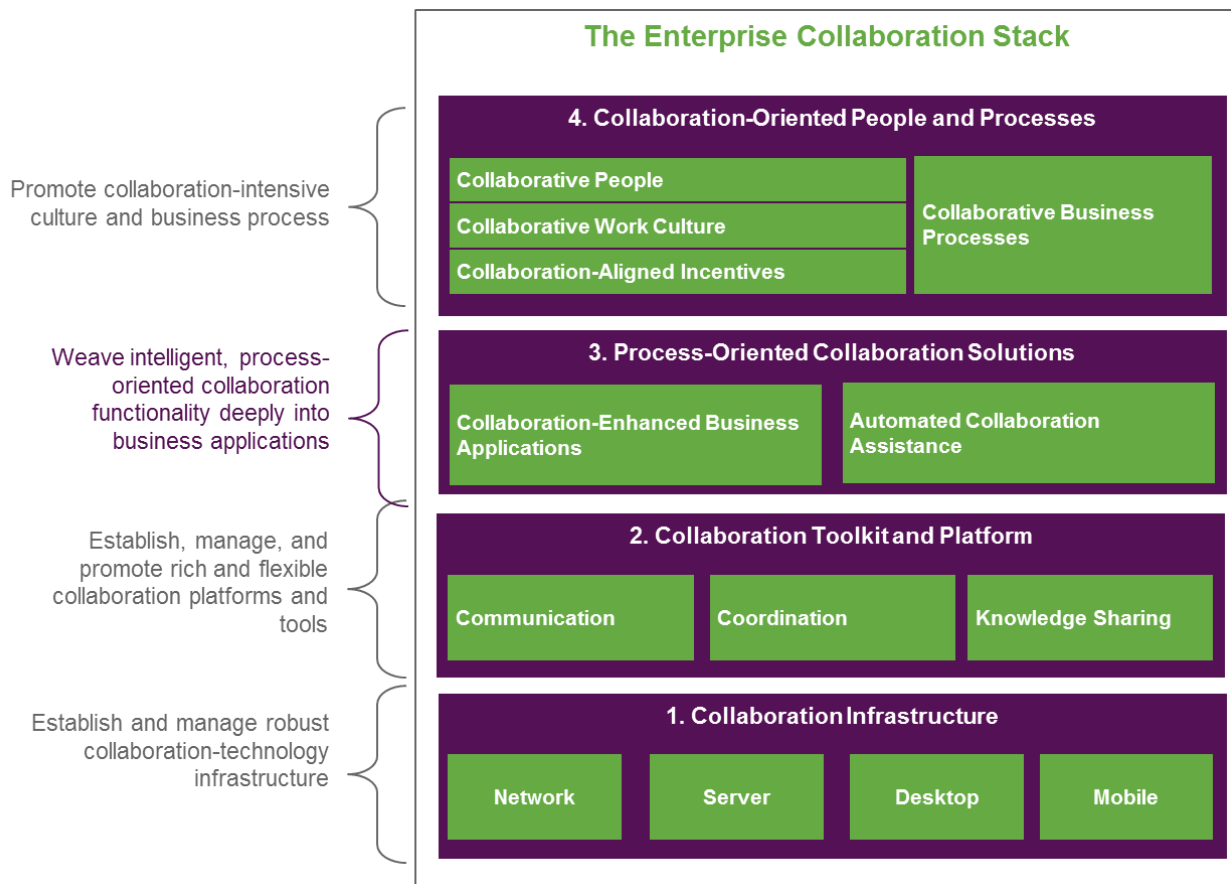 The Enterprise Collaboration Stack
Promote collaboration-intensive
culture and business process
4. Collaboration-Oriented People and Processes
Collaborative People
Collaborative Work Culture
Collaboration-Aligned Incentives
Collaborative Business
Processes
Weave intelligent, process-
oriented collaboration
functionality deeply into
business applications
3. Process-Oriented Collaboration Solutions
Collaboration-Enhanced Business
Applications
Automated Collaboration
Assistance
Establish, manage, and
promote rich and flexible
collaboration platforms and
tools
2. Collaboration Toolkit and Platform
Communication
Coordination
Knowledge Sharing
Establish and manage robust
collaboration-technology
infrastructure
1. Collaboration Infrastructure
Network
Server
Desktop
Mobile